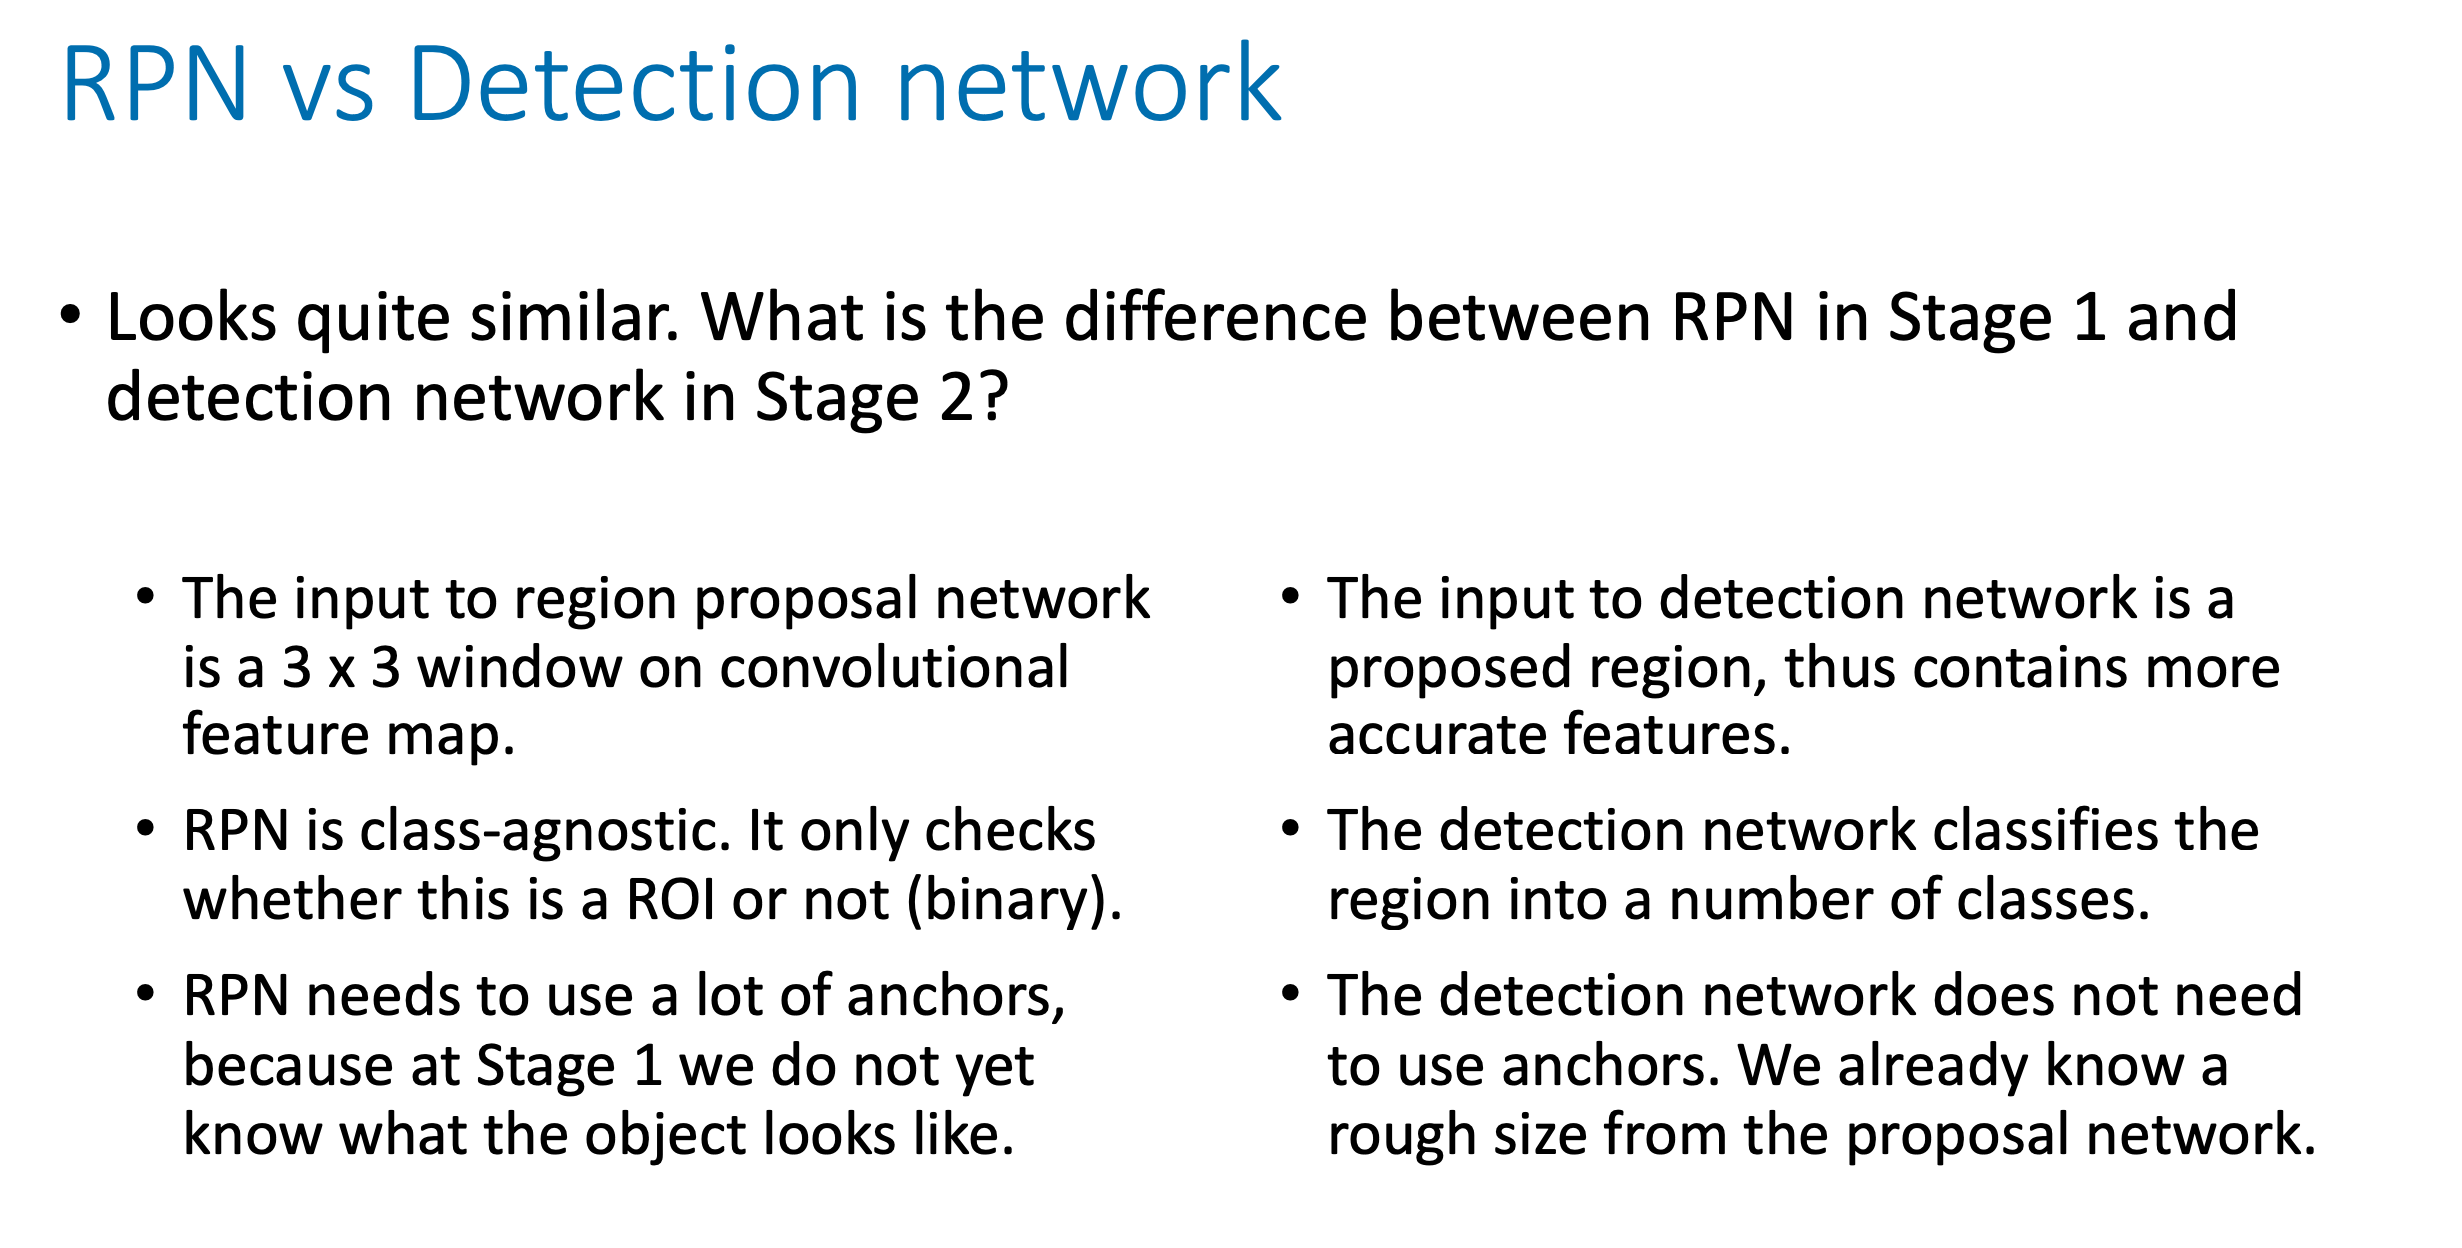 RPN vs Detection network
• Looks quite similar. What is the difference between RPN in Stage 1 and
detection network in Stage 2?
• The input to region proposal network
is a 3 x 3 window on convolutional
feature map.
• RPN is class-agnostic. It only checks
whether this is a ROI or not (binary).
• RPN needs to use a lot of anchors,
because at Stage 1 we do not yet
know what the object looks like.
• The input to detection network is a
proposed region, thus contains more
accurate features.
• The detection network classifies the
region into a number of classes.
• The detection network does not need
to use anchors. We already know a
rough size from the proposal network.